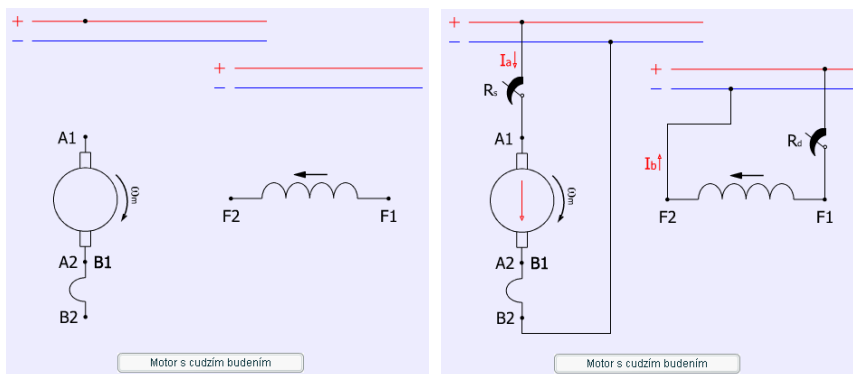 +
−
+
−
A1
ωm
F2
F1
A2 B1
B2
Motor s cudzím budením
+
−
Ia
+
−
Rs
Rd
A1
Ib
ωm
F2
F1
A2 B1
B2
Motor s cudzím budením